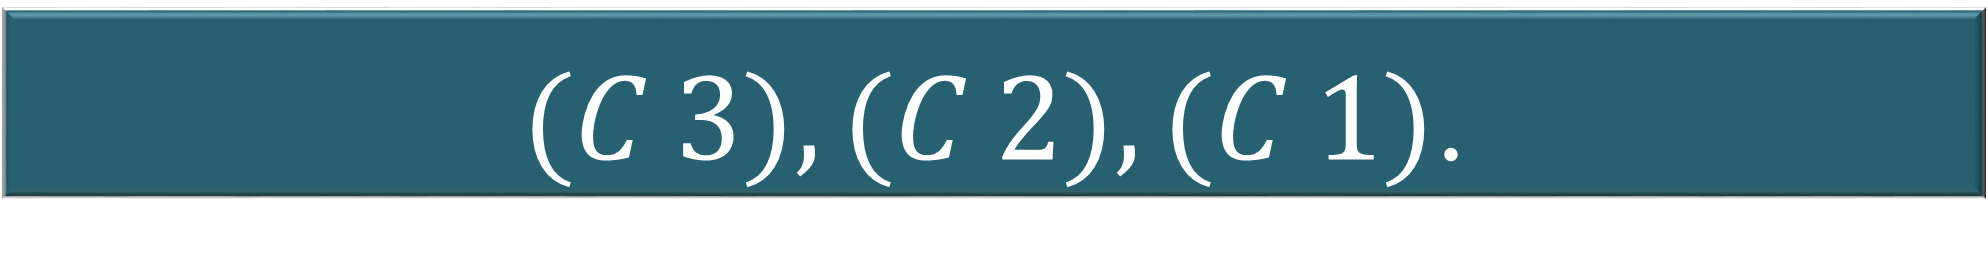 (C 3), (C 2), (C 1).